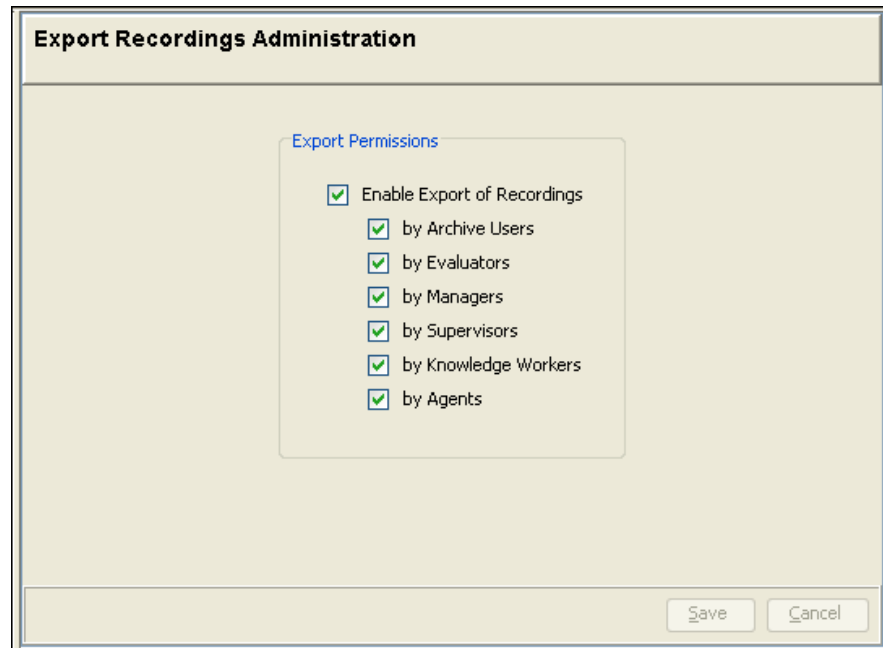 Export Recordings Administration
Export Permissions
Enable Export of Recordings
by Archive Users
by Evaluators
by Managers
by Supervisors
by Knowledge Workers
by Agents
Save Cancel